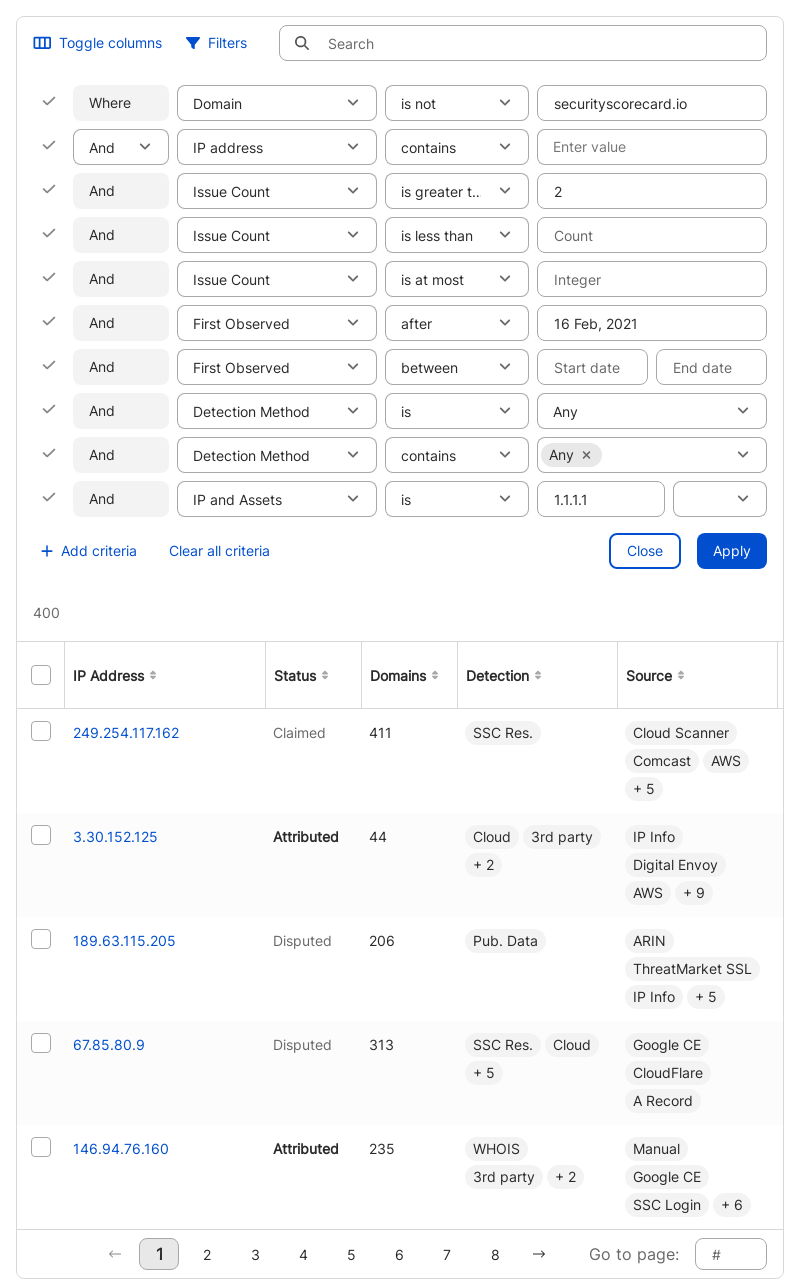 Toggle columns Filters Search
Where Domain is not securityscorecard.io
And IP address contains Enter value
And Issue Count is greater t... 2
And Issue Count is less than Count
And Issue Count is at most Integer
And First Observed after 16 Feb, 2021
And First Observed between Start date End date
And Detection Method is Any
And Detection Method contains Any
And IP and Assets is 1.1.1.1
Add criteria Clear all criteria Close Apply
400
IP Address Status Domains Detection Source
249.254.117.162 Claimed 411 SSC Res. Cloud Scanner
Comcast AWS
+ 5
3.30.152.125 Attributed 44 Cloud 3rd party IP Info
+ 2 Digital Envoy
AWS + 9
189.63.115.205 Disputed 206 Pub. Data ARIN
ThreatMarket SSL
IP Info + 5
67.85.80.9 Disputed 313 SSC Res. Cloud Google CE
+ 5 CloudFlare
A Record
146.94.76.160 Attributed 235 WHOIS Manual
3rd party + 2 Google CE
SSC Login + 6
← 1 2 3 4 5 6 7 8 → Go to page: #